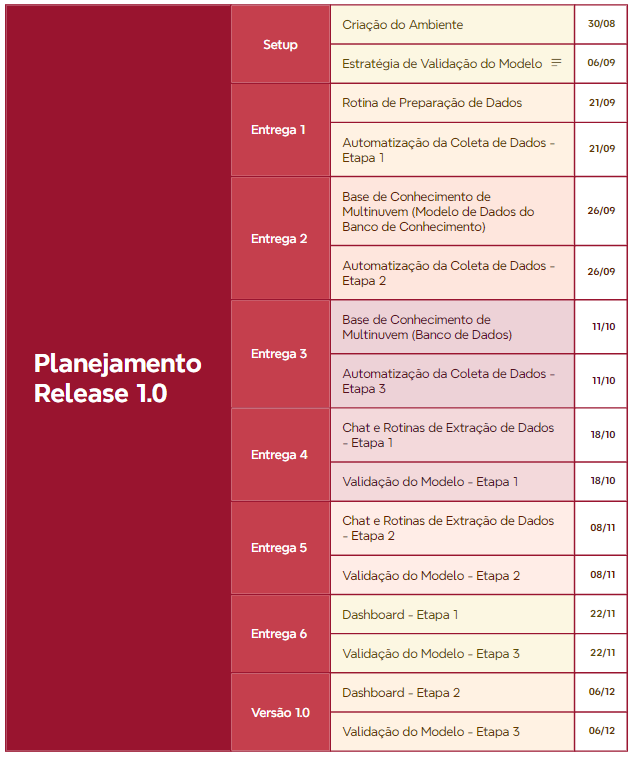 Planejamento
Release 1.0
Setup
Criação do Ambiente
30/08
Estratégia de Validação do Modelo
06/09
Entrega 1
Rotina de Preparação de Dados
21/09
Automatização da Coleta de Dados -
Etapa 1
21/09
Entrega 2
Base de Conhecimento de
Multinuvem (Modelo de Dados do
Banco de Conhecimento)
26/09
Automatização da Coleta de Dados -
Etapa 2
26/09
Entrega 3
Base de Conhecimento de
Multinuvem (Banco de Dados)
11/10
Automatização da Coleta de Dados -
Etapa 3
11/10
Entrega 4
Chat e Rotinas de Extração de Dados
- Etapa 1
18/10
Validação do Modelo - Etapa 1
18/10
Entrega 5
Chat e Rotinas de Extração de Dados
- Etapa 2
08/11
Validação do Modelo - Etapa 2
08/11
Entrega 6
Dashboard - Etapa 1
22/11
Validação do Modelo - Etapa 3
22/11
Versão 1.0
Dashboard - Etapa 2
06/12
Validação do Modelo - Etapa 3
06/12